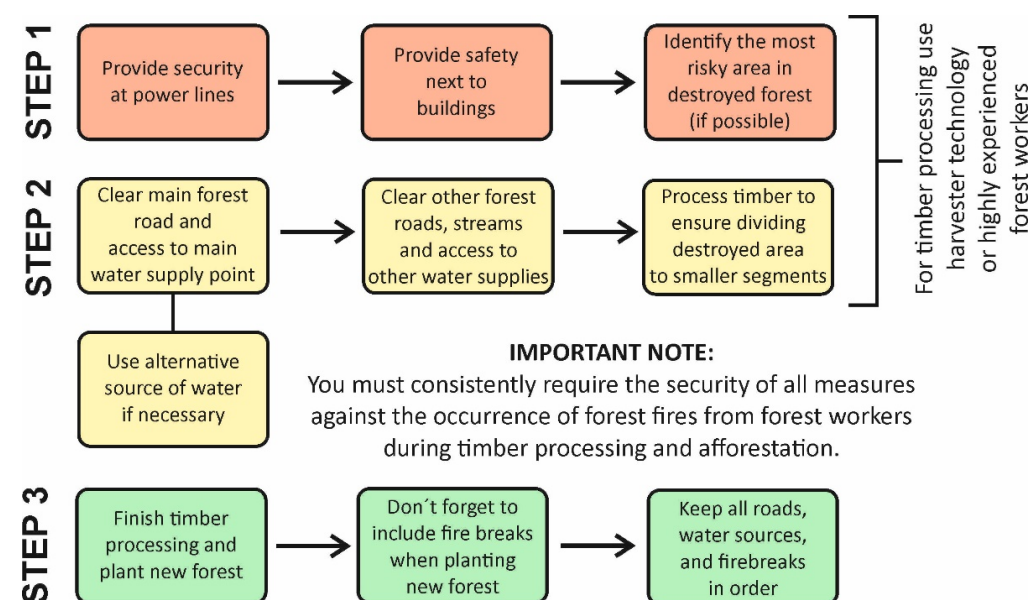 STEP 1
Provide security
at power lines
Provide safety
next to
buildings
Identify the most
risky area in
destroyed forest
(if possible)
For timber processing use
harvester technology
or highly experienced
forest workers
STEP 2
Clear main forest
road and
access to main
water supply point
Clear other forest
roads, streams
and access to
other water supplies
Process timber to
ensure dividing
destroyed area
to smaller segments
Use alternative
source of water
if necessary
IMPORTANT NOTE:
You must consistently require the security of all measures
against the occurrence of forest fires from forest workers
during timber processing and afforestation.
STEP 3
Finish timber
processing and
plant new forest
Don´t forget to
include fire breaks
when planting
new forest
Keep all roads,
water sources,
and firebreaks
in order